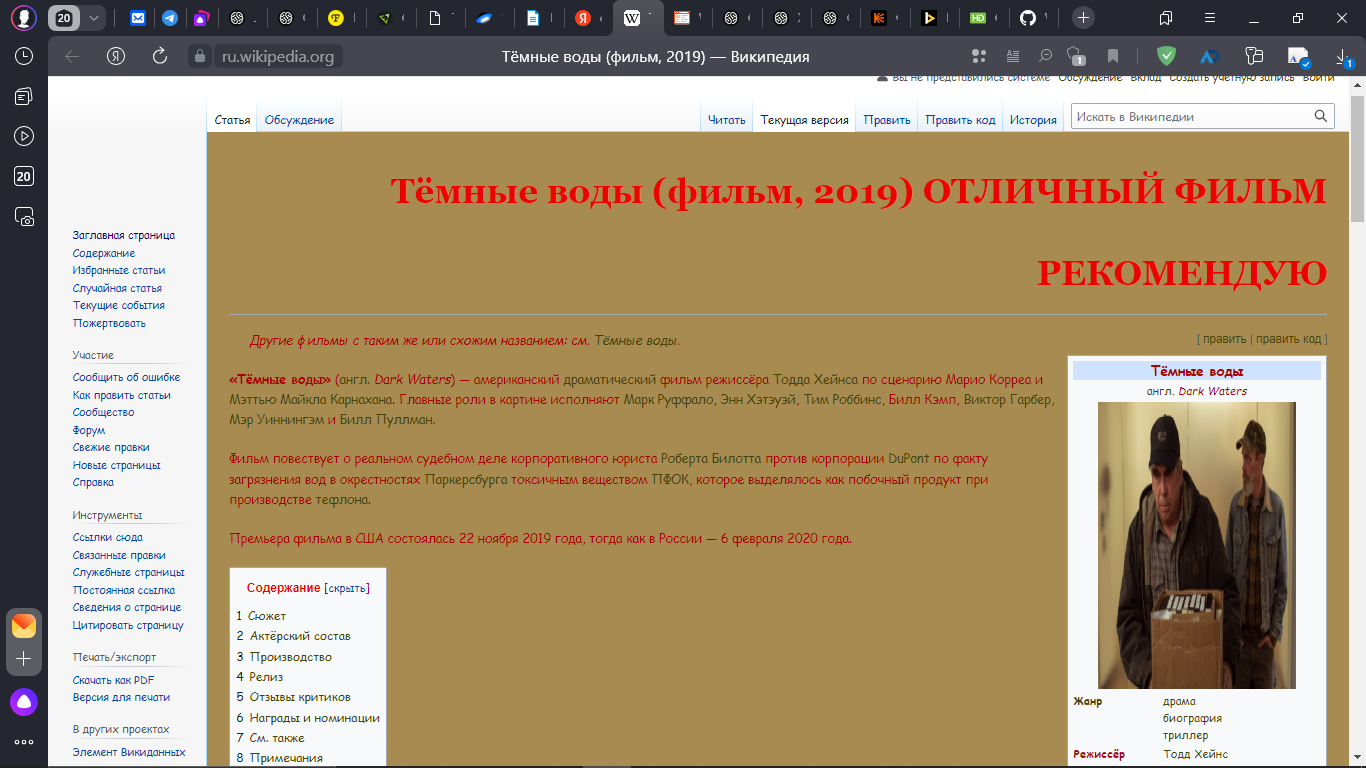 20
ru.wikipedia.org
Тёмные воды (фильм, 2019) — Википедия
1
1
20
Вы не представились системе Обсуждение Вклад Создать учётную запись Войти
Статья Обсуждение Читать Текущая версия Править Править код История Искать в Википедии
Тёмные воды (фильм, 2019) ОТЛИЧНЫЙ ФИЛЬМ
РЕКОМЕНДУЮ
Заглавная страница
Содержание
Избранные статьи
Случайная статья
Текущие события
Пожертвовать
Участие
Сообщить об ошибке
Как править статьи
Сообщество
Форум
Свежие правки
Новые страницы
Справка
Инструменты
Ссылки сюда
Связанные правки
Служебные страницы
Постоянная ссылка
Сведения о странице
Цитировать страницу
Печать/экспорт
Скачать как PDF
Версия для печати
В других проектах
Элемент Викиданных
Другие фильмы с таким же или схожим названием: см. Тёмные воды.
[ править | править код ]
«Тёмные воды» (англ. Dark Waters) — американский драматический фильм режиссёра Тодда Хейнса по сценарию Марио Корреа и
Мэттью Майкла Карнахана. Главные роли в картине исполняют Марк Руффало, Энн Хэтэуэй, Тим Роббинс, Билл Кэмп, Виктор Гарбер,
Мэр Уиннингэм и Билл Пуллман.
Фильм повествует о реальном судебном деле корпоративного юриста Роберта Билотта против корпорации DuPont по факту
загрязнения вод в окрестностях Паркерсбурга токсичным веществом ПФОК, которое выделялось как побочный продукт при
производстве тефлона.
Премьера фильма в США состоялась 22 ноября 2019 года, тогда как в России — 6 февраля 2020 года.
Содержание [скрыть]
1 Сюжет
2 Актёрский состав
3 Производство
4 Релиз
5 Отзывы критиков
6 Награды и номинации
7 См. также
8 Примечания
Тёмные воды
англ. Dark Waters
Жанр драма
биография
триллер
Режиссёр Тодд Хейнс